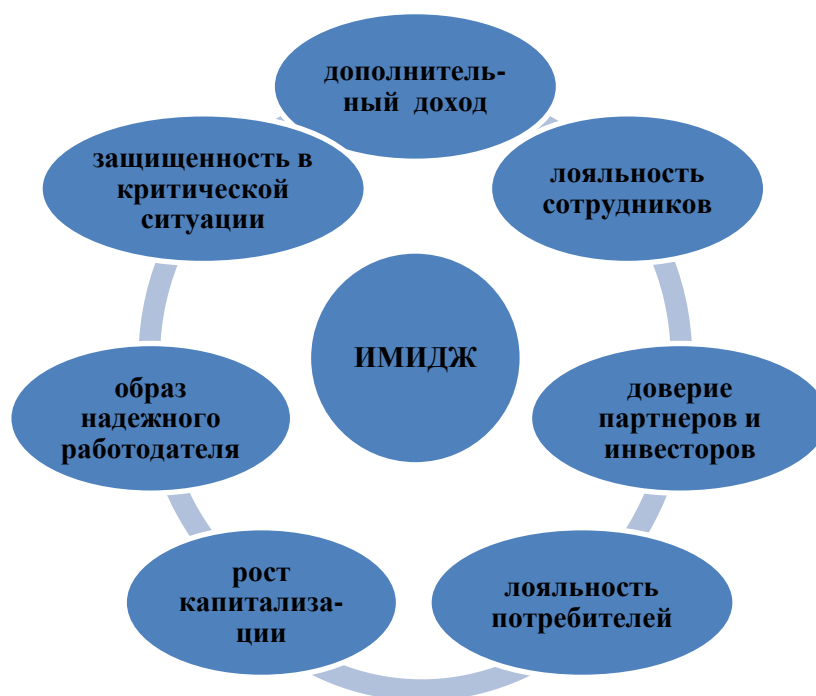 дополнитель-
ный доход
лояльность
сотрудников
доверие
партнеров и
инвесторов
лояльность
потребителей
рост
капитализа-
ции
образ
надежного
работодателя
защищенность в
критической
ситуации
ИМИДЖ